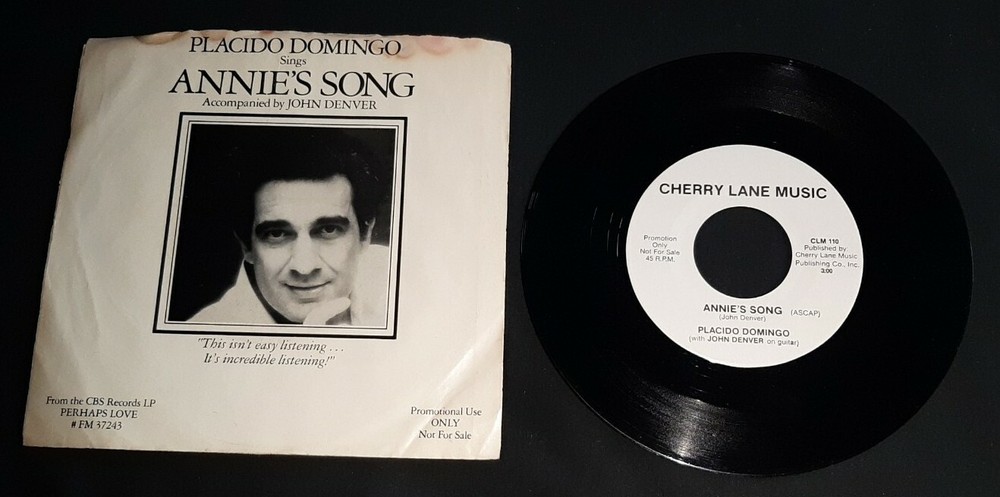 PLACIDO DOMINGO
Sings
ANNIE'S SONG
Accompanied by JOHN DENVER
"This isn't easy listening . . .
It's incredible listening!"
From the CBS Records LP
PERHAPS LOVE
# FM 37243
Promotional Use
ONLY
Not For Sale
CHERRY LANE MUSIC
Promotion
Only
Not For Sale
45 R.P.M.
CLM 110
Published by
Cherry Lane Music
Publishing Co., Inc.
3:00
ANNIE'S SONG (ASCAP)
(John Denver)
PLACIDO DOMINGO
(with JOHN DENVER on guitar)